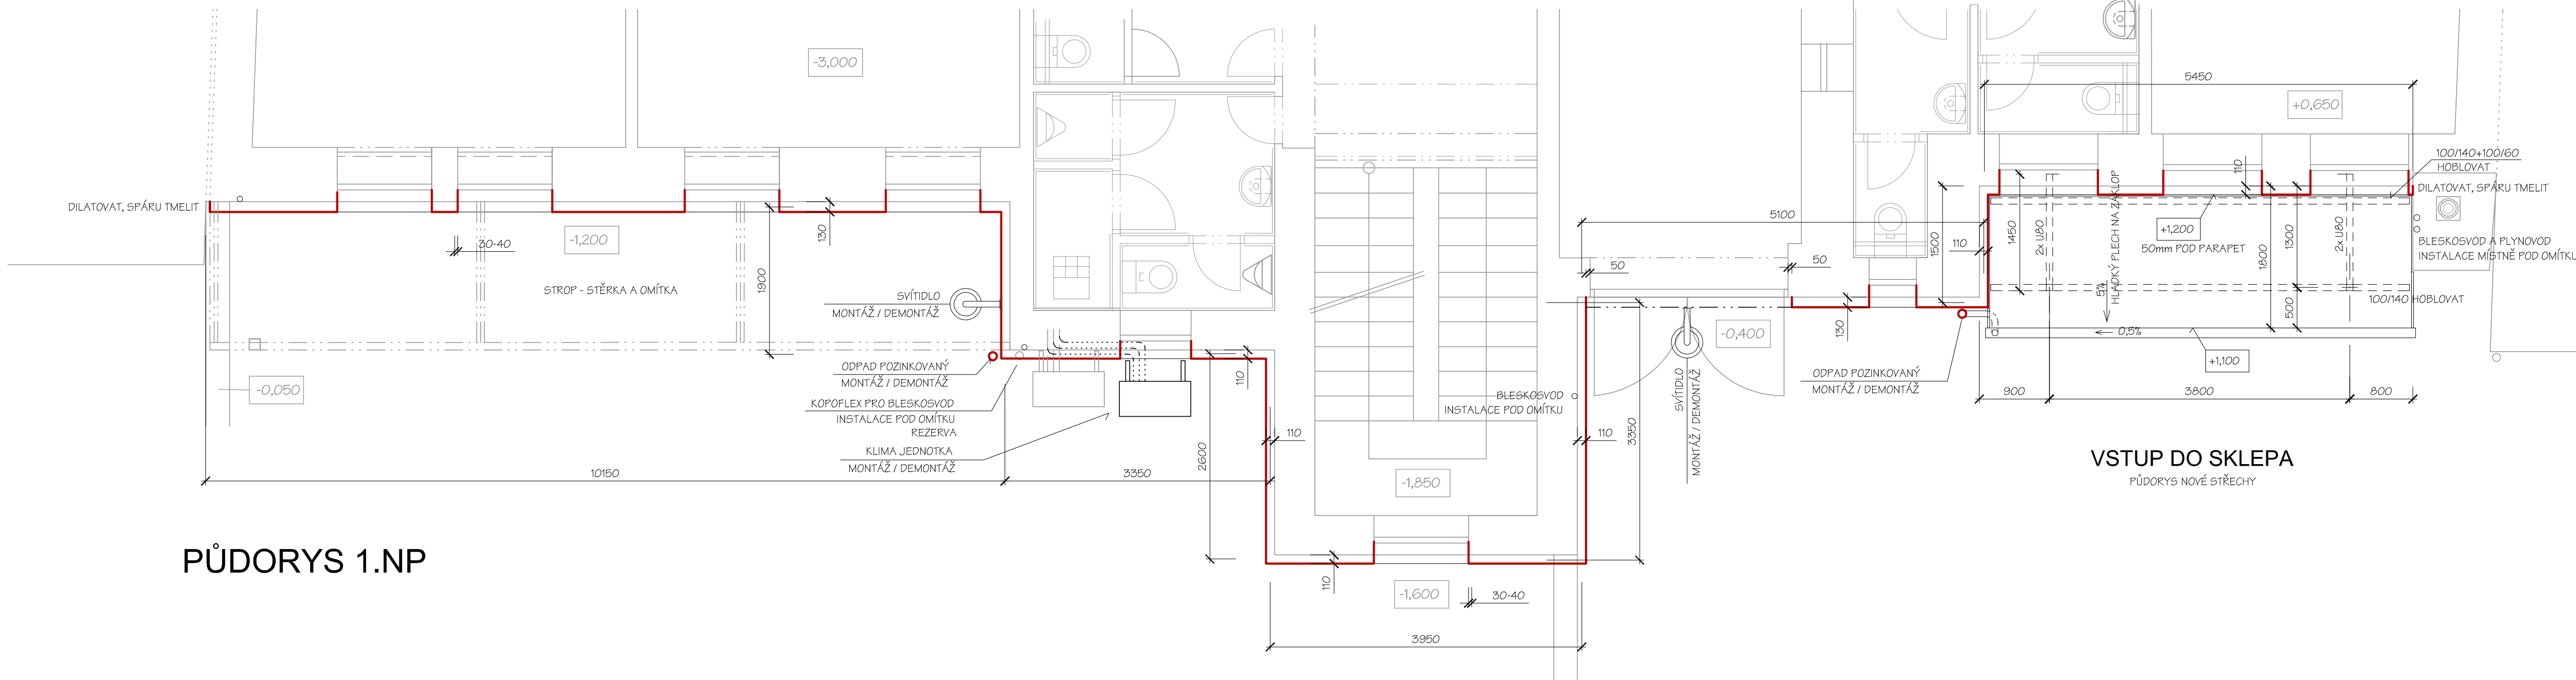 -3,000
5450
+0,650
100/140+100/60
HOBLOVAT
DILATOVAT, SPÁRU TMELIT
110
DILATOVAT, SPÁRU TMELIT
130
-1,200
30-40
STROP - STĚRKA A OMÍTKA
1900
SVÍTIDLO
MONTÁŽ / DEMONTÁŽ
ODPAD POZINKOVANÝ
MONTÁŽ / DEMONTÁŽ
KOPOFLEX PRO BLESKOSVOD
INSTALACE POD OMÍTKU
REZERVA
KLIMA JEDNOTKA
MONTÁŽ / DEMONTÁŽ
-0,050
10150
3350
2600
110
110
110
-1,850
-1,600
30-40
110
3950
BLESKOSVOD
INSTALACE POD OMÍTKU
3350
5100
50
50
-0,400
SVÍTIDLO
MONTÁŽ / DEMONTÁŽ
130
ODPAD POZINKOVANÝ
MONTÁŽ / DEMONTÁŽ
1500
110
1450
2x U80
HLADKÝ PLECH NA ZÁKLOP
5%
+1,200
50mm POD PARAPET
1800
1300
500
2x U80
BLESKOSVOD A PLYNOVOD
INSTALACE MÍSTNĚ POD OMÍTKU
100/140 HOBLOVAT
0,5%
+1,100
900
3800
800
VSTUP DO SKLEPA
PŮDORYS NOVÉ STŘECHY
PŮDORYS 1.NP